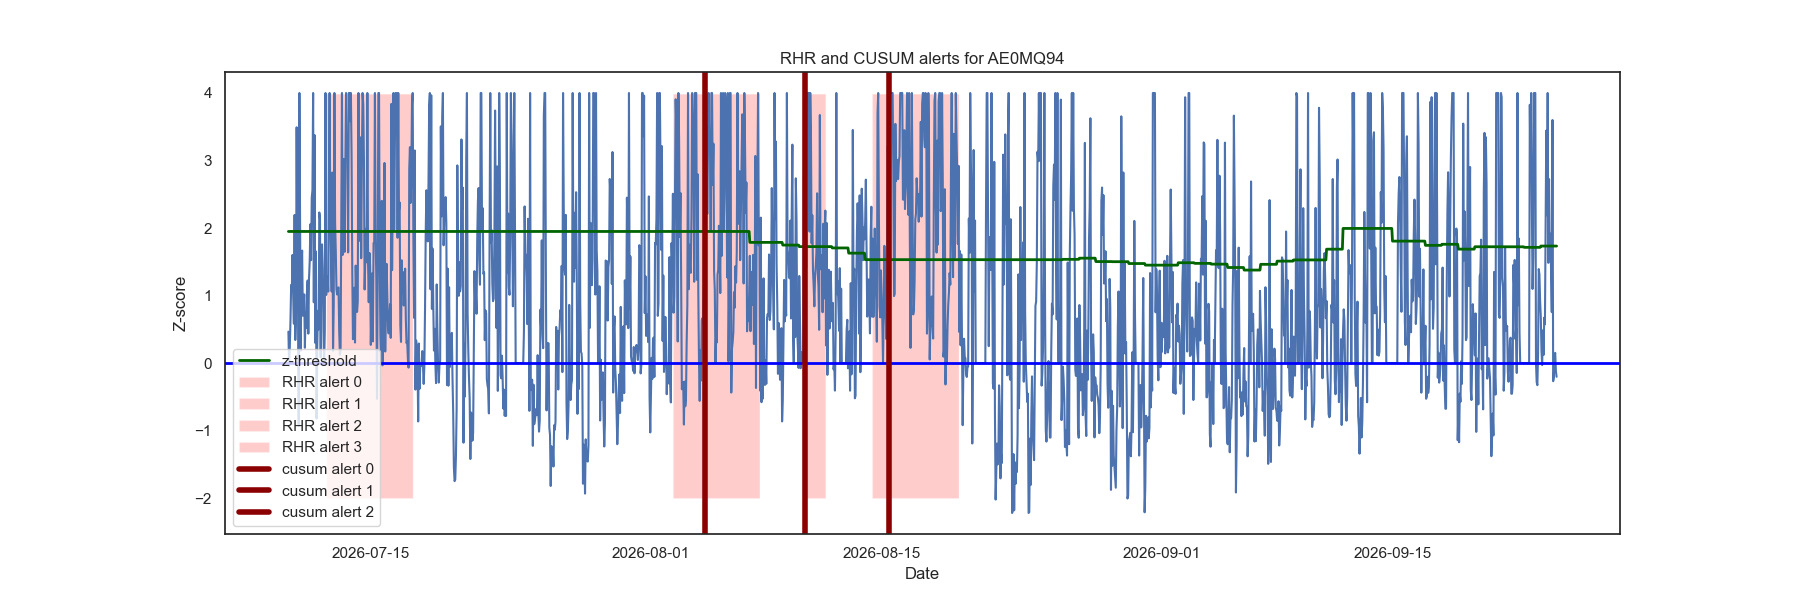 RHR and CUSUM alerts for AE0MQ94
Z-score
4
3
2
1
0
−1
−2
z-threshold
RHR alert 0
RHR alert 1
RHR alert 2
RHR alert 3
cusum alert 0
cusum alert 1
cusum alert 2
2026-07-15
2026-08-01
2026-08-15
2026-09-01
2026-09-15
Date